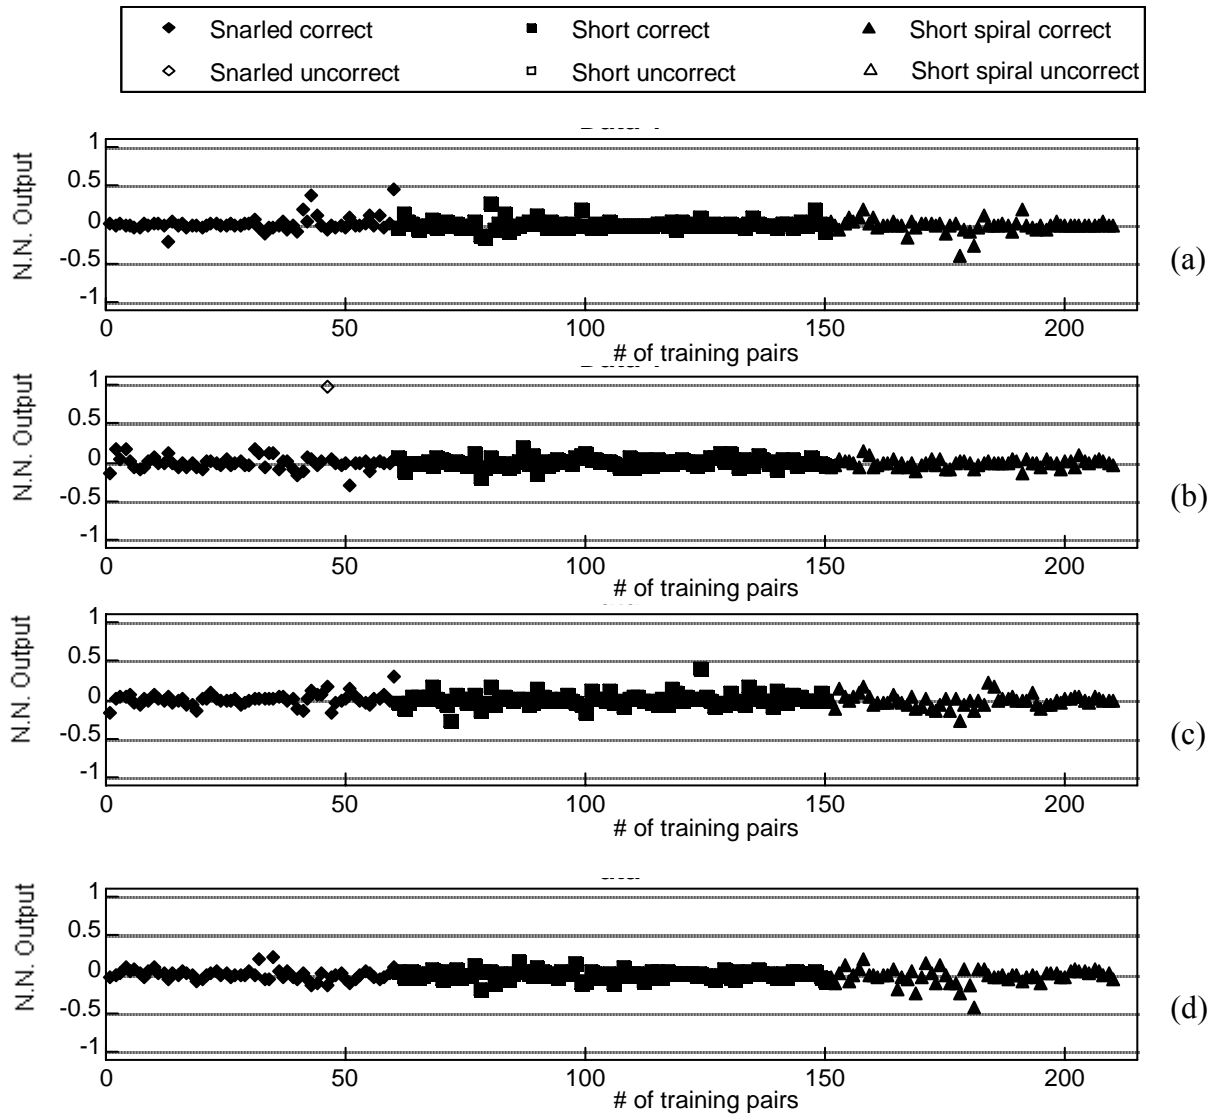 Snarled correct Short correct Short spiral correct
Snarled uncorrect Short uncorrect Short spiral uncorrect
1
0.5
0
-0.5
-1
N.N. Output
0 50 100 150 200
# of training pairs
(a)
1
0.5
0
-0.5
-1
N.N. Output
0 50 100 150 200
# of training pairs
(b)
1
0.5
0
-0.5
-1
N.N. Output
0 50 100 150 200
# of training pairs
(c)
1
0.5
0
-0.5
-1
N.N. Output
0 50 100 150 200
# of training pairs
(d)